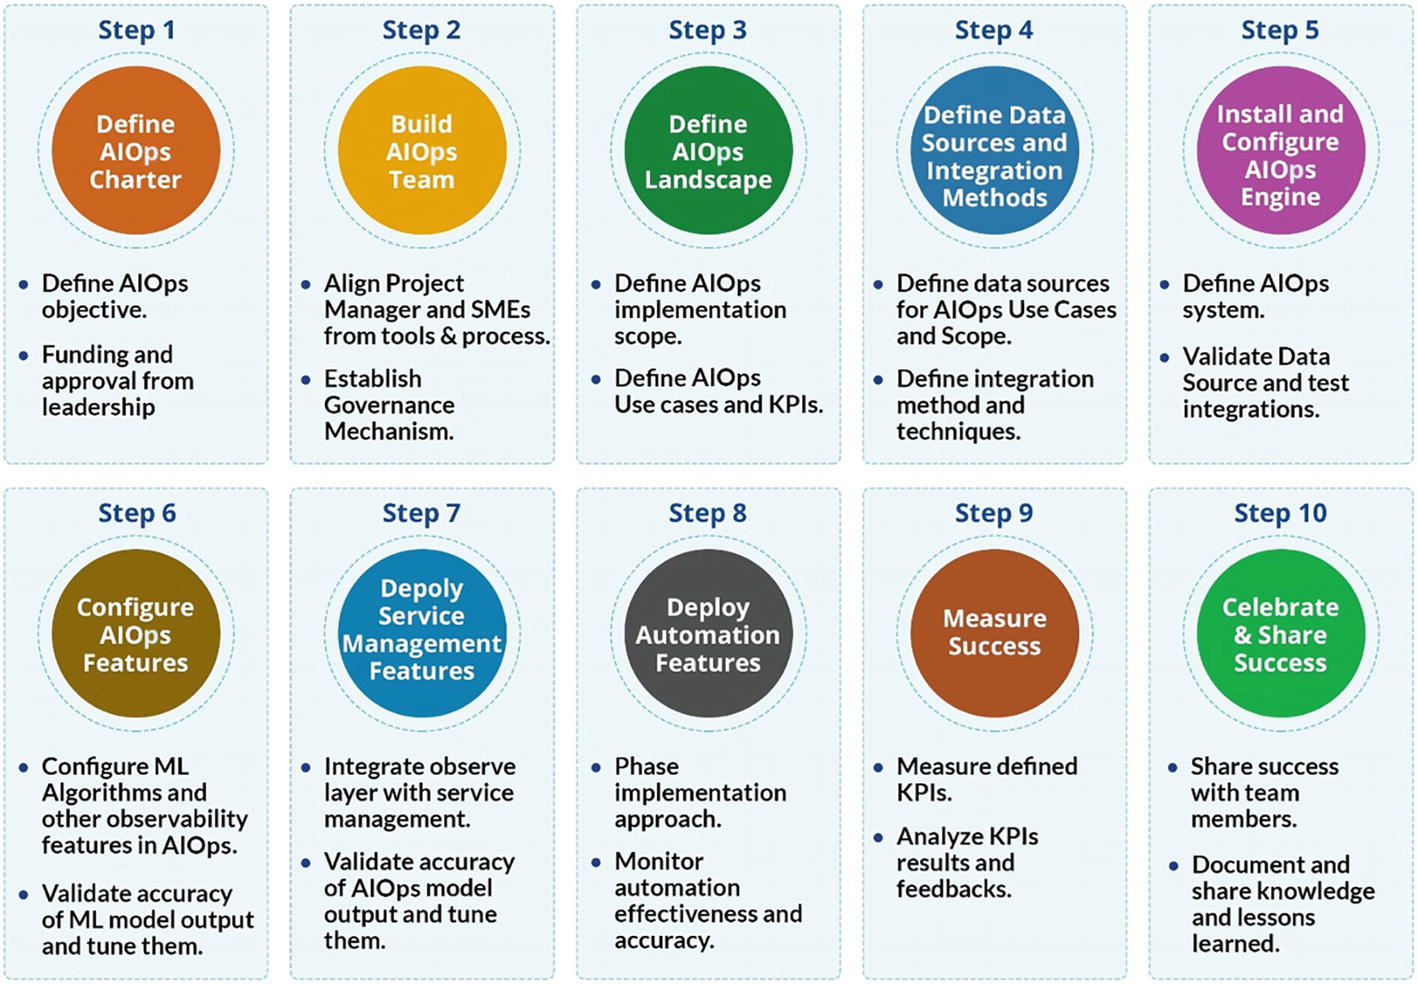 Step 1
Define
AIOps
Charter
• Define AIOps
objective.
• Funding and
approval from
leadership
Step 2
Build
AIOps
Team
• Align Project
Manager and SMEs
from tools & process.
• Establish
Governance
Mechanism.
Step 3
Define
AIOps
Landscape
• Define AIOps
implementation
scope.
• Define AIOps
Use cases and KPIs.
Step 4
Define Data
Sources and
Integration
Methods
• Define data sources
for AIOps Use Cases
and Scope.
• Define integration
method and
techniques.
Step 5
Install and
Configure
AIOps
Engine
• Define AIOps
system.
• Validate Data
Source and test
integrations.
Step 6
Configure
AIOps
Features
• Configure ML
Algorithms and
other observability
features in AIOps.
• Validate accuracy
of ML model output
and tune them.
Step 7
Depoly
Service
Management
Features
• Integrate observe
layer with service
management.
• Validate accuracy
of AIOps model
output and tune
them.
Step 8
Deploy
Automation
Features
• Phase
implementation
approach.
• Monitor
automation
effectiveness and
accuracy.
Step 9
Measure
Success
• Measure defined
KPIs.
• Analyze KPIs
results and
feedbacks.
Step 10
Celebrate
& Share
Success
• Share success
with team
members.
• Document and
share knowledge
and lessons
learned.